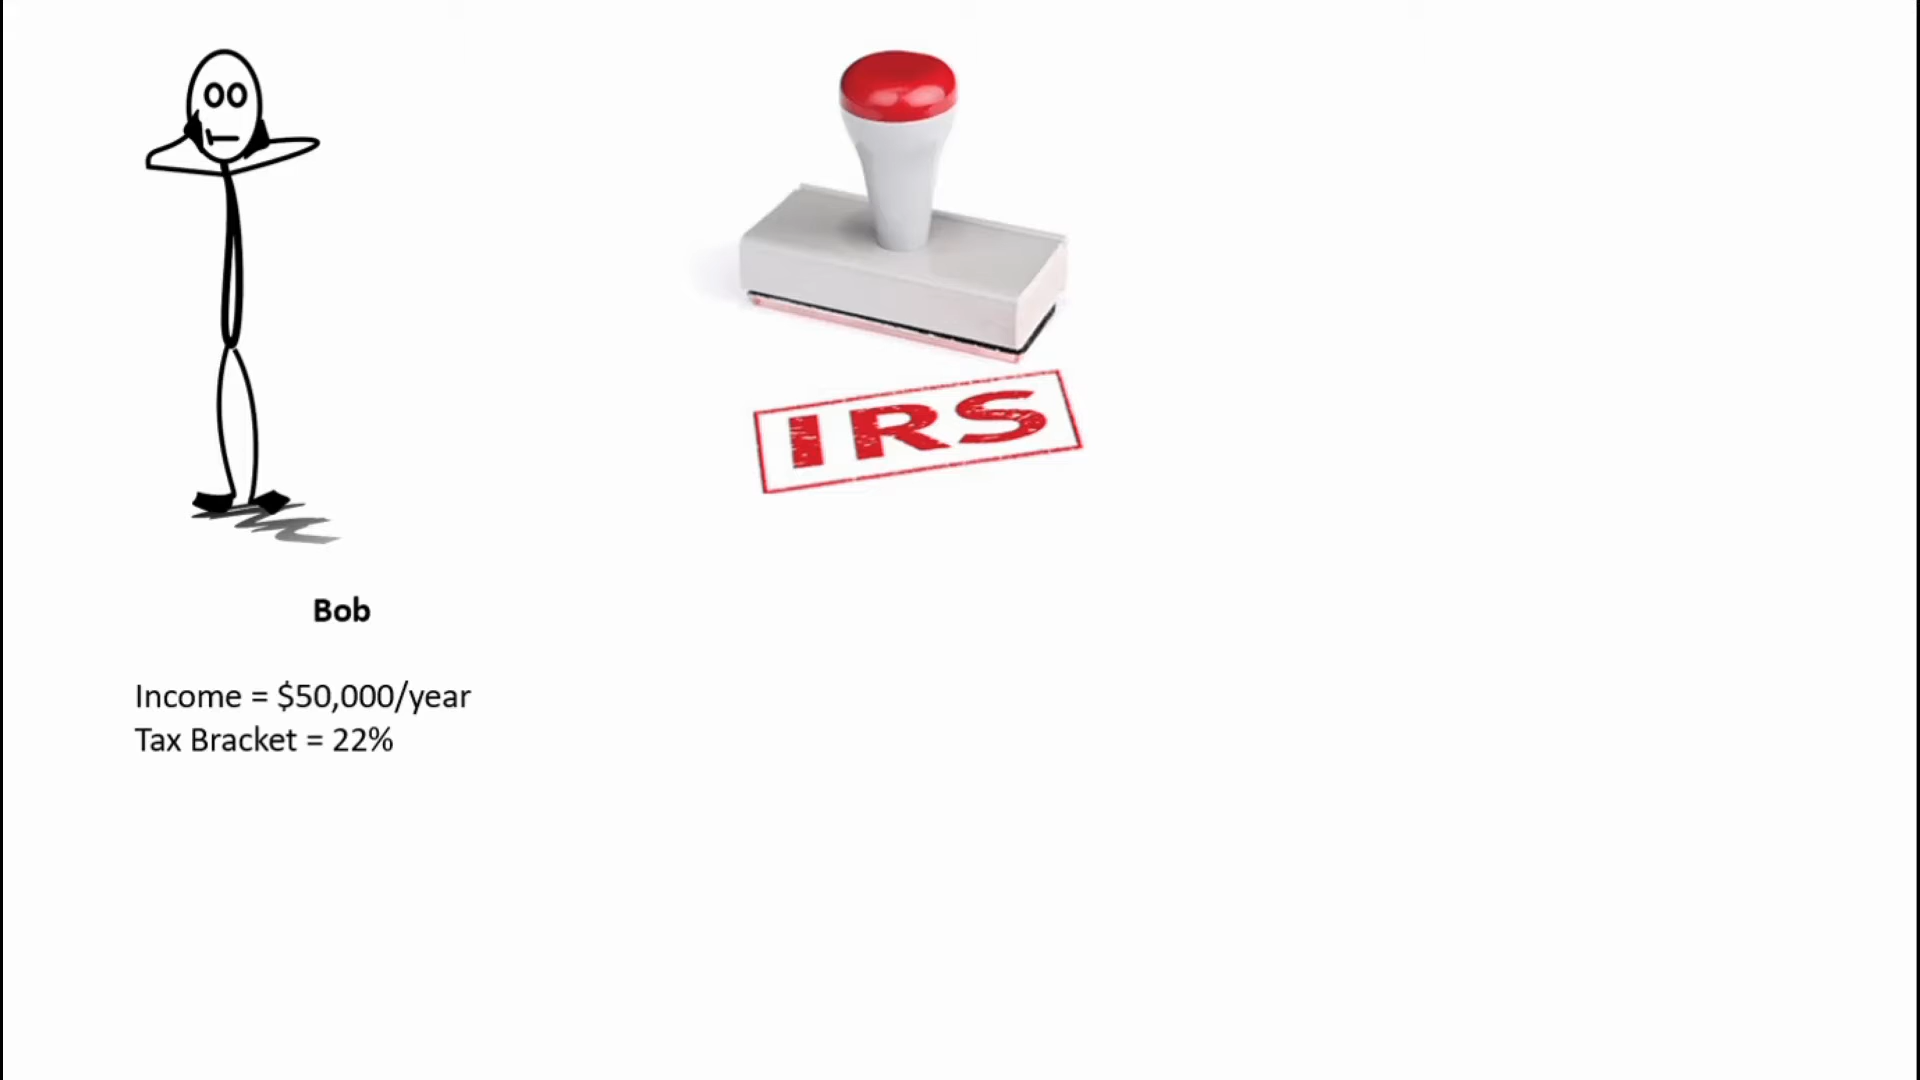 IRS
Bob
Income = $50,000/year
Tax Bracket = 22%